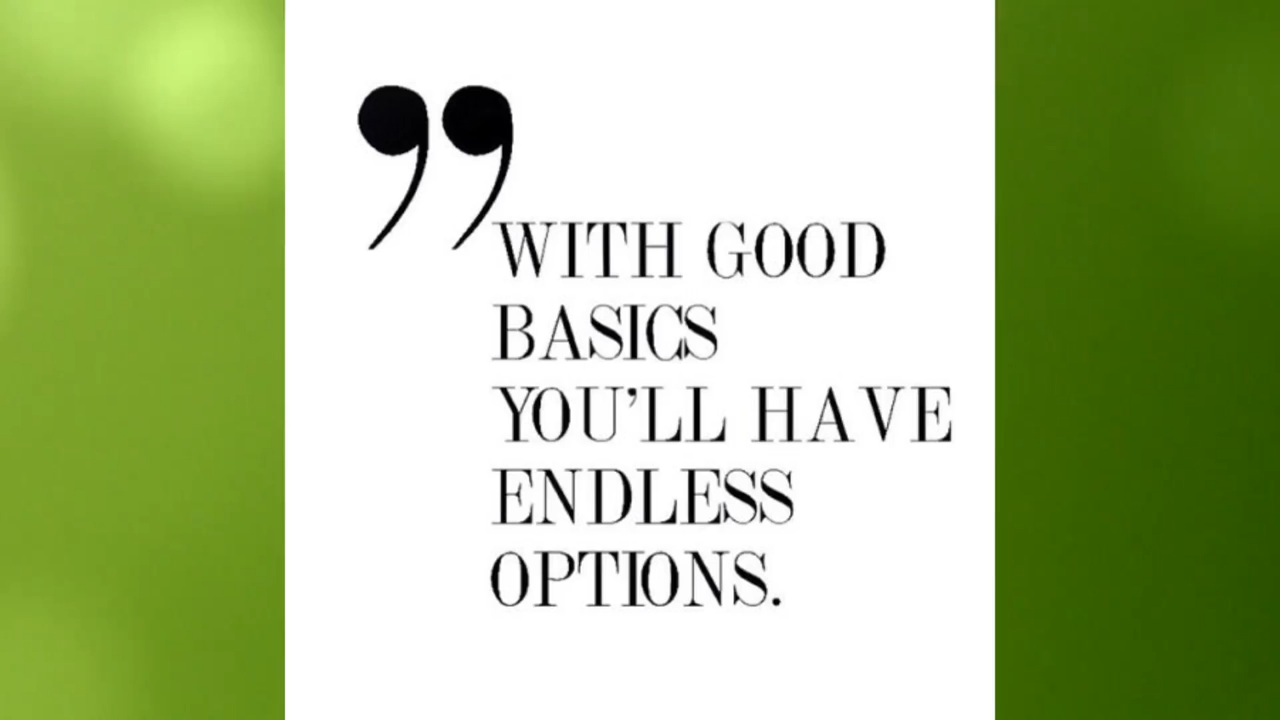 ”
WITH GOOD
BASICS
YOU’LL HAVE
ENDLESS
OPTIONS.